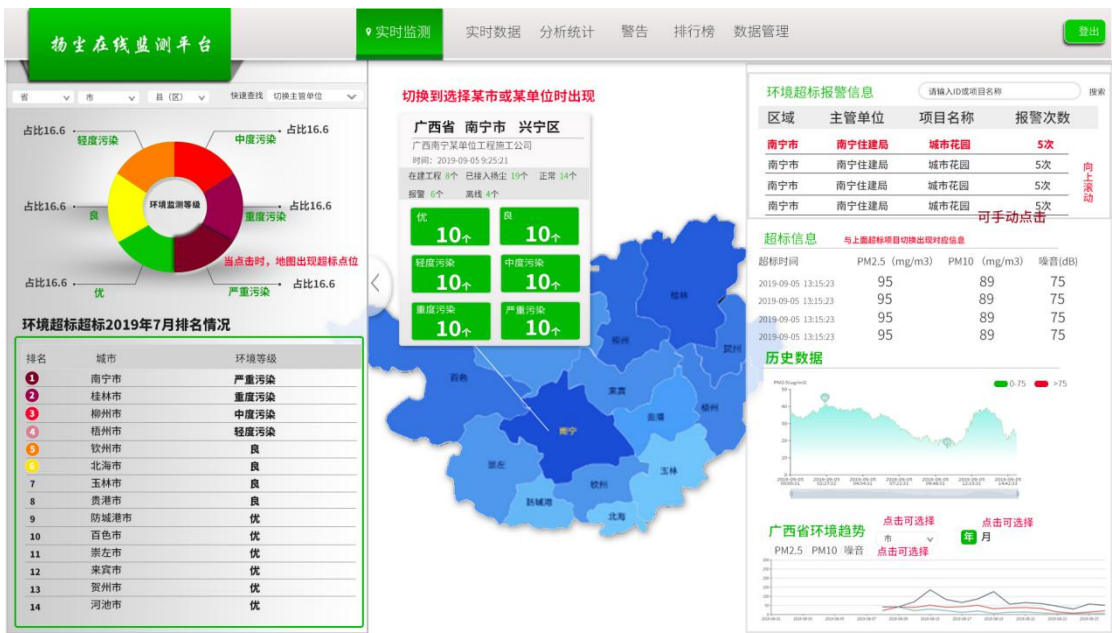 扬尘在线监测平台
实时监测 实时数据 分析统计 警告 排行榜 数据管理
登出
省 市 县(区) 快速查找 切换主管单位
占比16.6 轻度污染
中度污染 占比16.6
占比16.6 良
环境监测等级
重度污染 占比16.6
当点击时，地图出现超标点位
占比16.6 优
严重污染 占比16.6
环境超标超标2019年7月排名情况
排名 城市 环境等级
1 南宁市 严重污染
2 桂林市 重度污染
3 柳州市 中度污染
4 梧州市 轻度污染
5 钦州市 良
6 北海市 良
7 玉林市 良
8 贵港市 良
9 防城港市 优
10 百色市 优
11 崇左市 优
12 来宾市 优
13 贺州市 优
14 河池市 优
切换到选择某市或某单位时出现
广西省 南宁市 兴宁区
广西南宁某单位工程施工公司
时间：2019-09-05 9:25:21
在建工程 8个 已接入扬尘 19个 正常 14个
报警 6个 离线 4个
优 10个
良 10个
轻度污染 10个
中度污染 10个
重度污染 10个
严重污染 10个
桂林
柳州
贺州
百色
来宾
梧州
贵港
南宁
崇左
玉林
钦州
防城港
北海
环境超标报警信息
请输入ID或项目名称
搜索
区域 主管单位 项目名称 报警次数
南宁市 南宁住建局 城市花园 5次
南宁市 南宁住建局 城市花园 5次
南宁市 南宁住建局 城市花园 5次
南宁市 南宁住建局 城市花园 5次
向上滚动
可手动点击
超标信息 与上面超标项目切换出现对应信息
超标时间 PM2.5（mg/m3） PM10（mg/m3） 噪音(dB)
2019-09-05 13:15:23 95 89 75
2019-09-05 13:15:23 95 89 75
2019-09-05 13:15:23 95 89 75
2019-09-05 13:15:23 95 89 75
历史数据
0-75 >75
50
40
30
20
10
0
广西省环境趋势
点击可选择
市
点击可选择
年 月
PM2.5 PM10 噪音 点击可选择